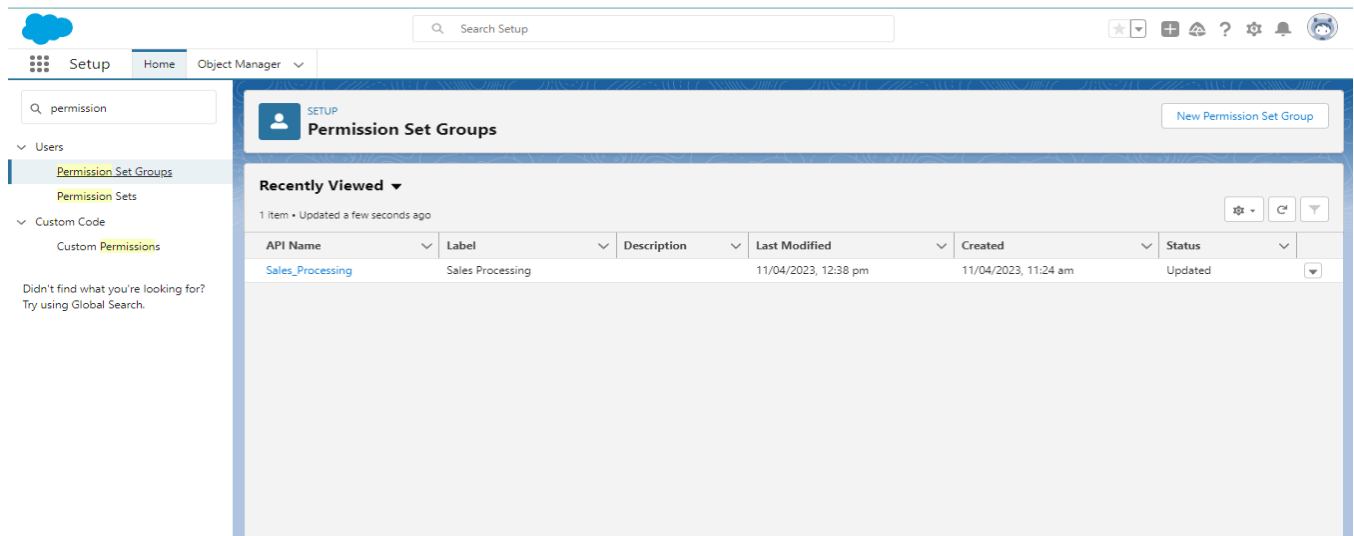 Search Setup
Setup Home Object Manager
permission
Users
Permission Set Groups
Permission Sets
Custom Code
Custom Permissions
Didn't find what you're looking for?
Try using Global Search.
SETUP
Permission Set Groups
New Permission Set Group
Recently Viewed
1 item • Updated a few seconds ago
API Name Label Description Last Modified Created Status
Sales_Processing Sales Processing 11/04/2023, 12:38 pm 11/04/2023, 11:24 am Updated